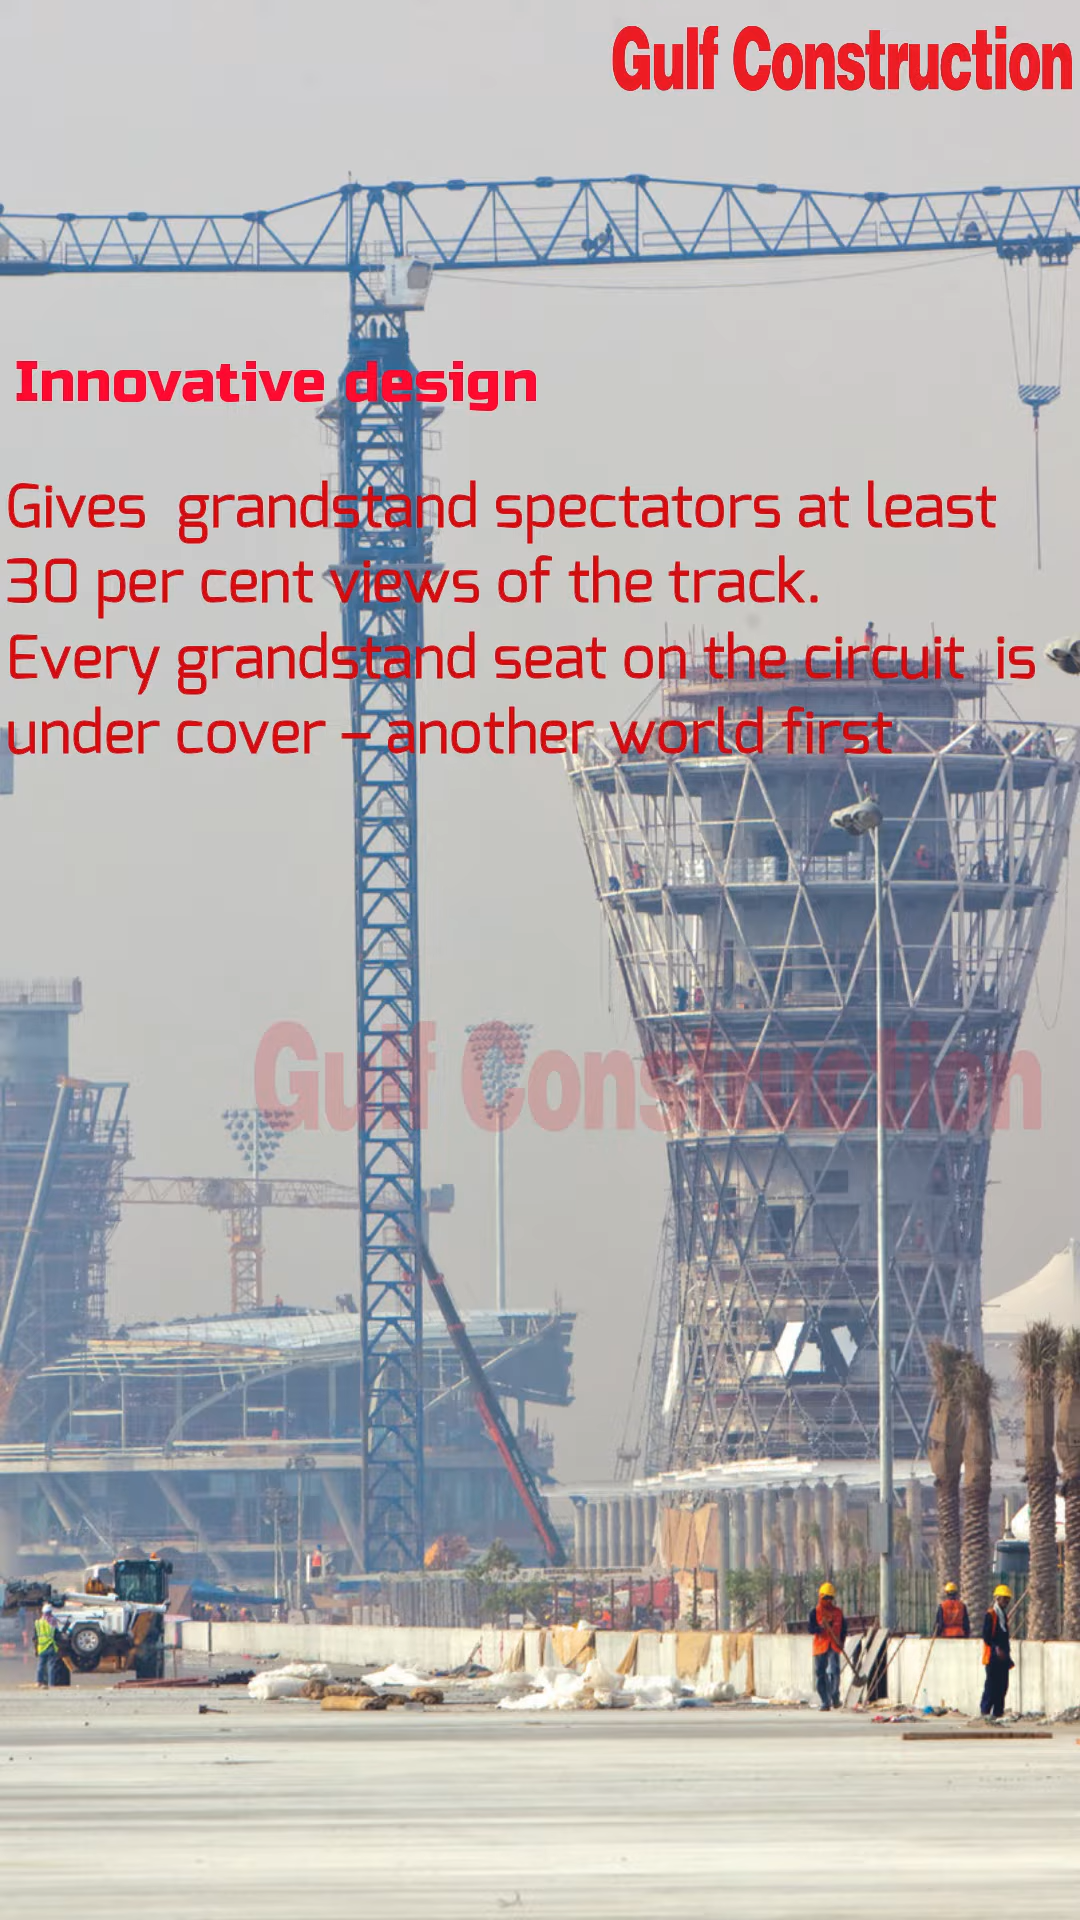 Gulf Construction
Innovative design
Gives grandstand spectators at least
30 per cent views of the track.
Every grandstand seat on the circuit is
under cover – another world first
Gulf Construction